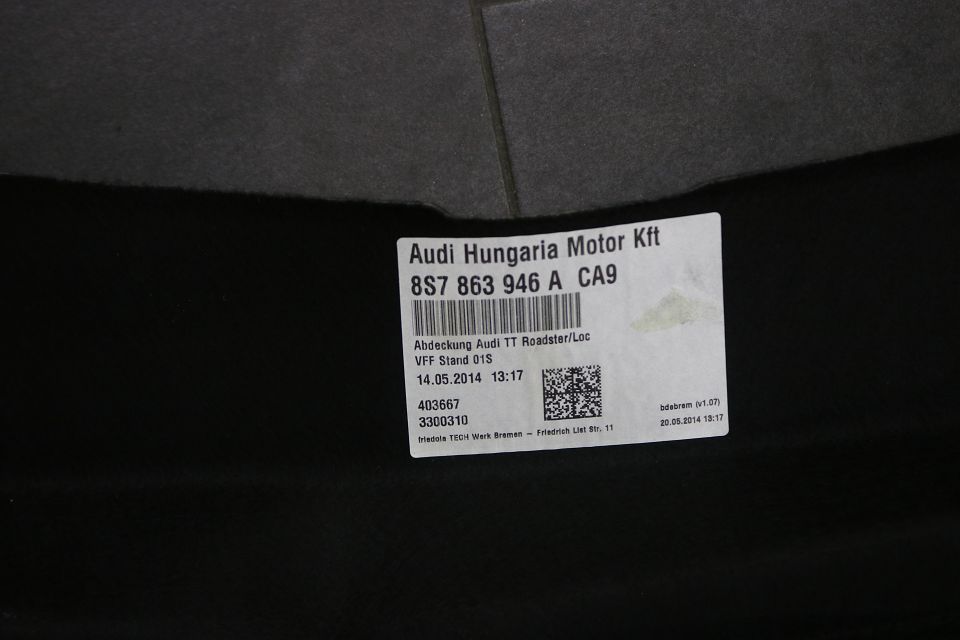 Audi Hungaria Motor Kft
8S7 863 946 A CA9
Abdeckung Audi TT Roadster/Loc
VFF Stand 01S
14.05.2014 13:17
403667
3300310
bdebrem (v1.07)
20.05.2014 13:17
friedola TECH Werk Bremen – Friedrich List Str. 11